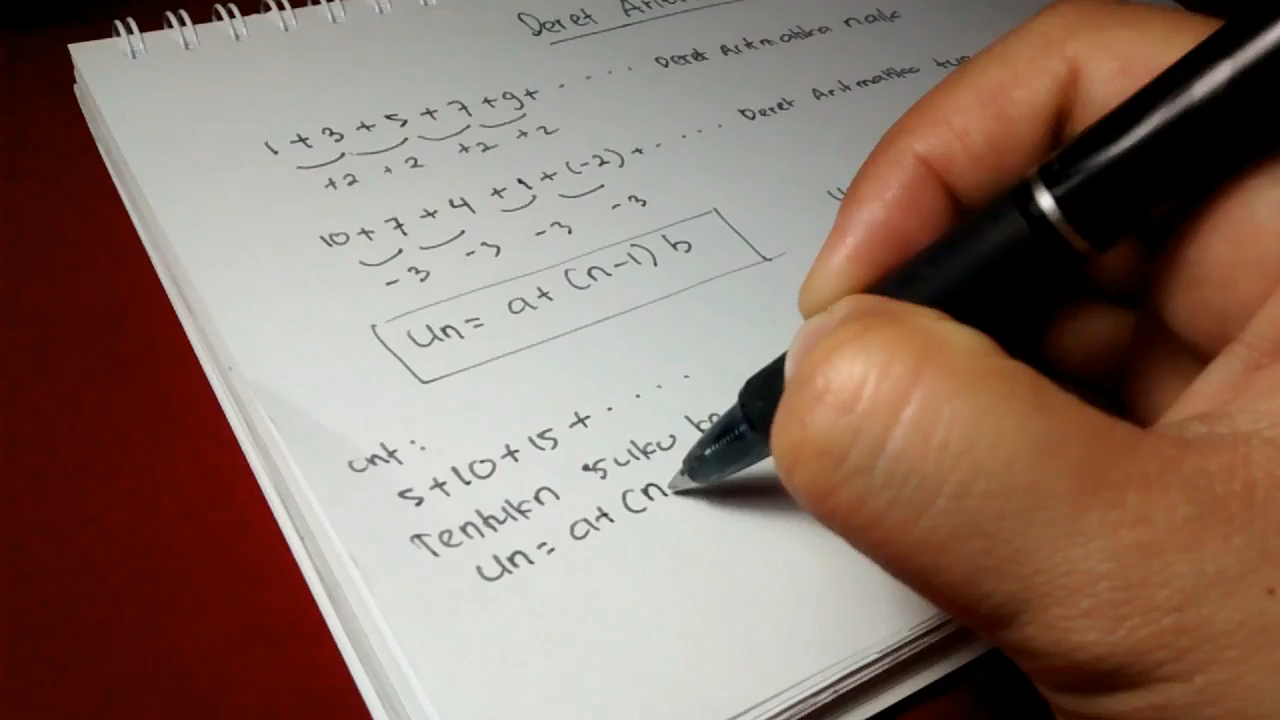 Deret
1 + 3 + 5 + 7 + 9 + ..... Deret Aritmatika naik
+2 +2 +2 +2
10 + 7 + 4 + 1 + (-2) + ..... Deret Aritmatika
-3 -3 -3 -3
Un = a + (n-1) b
cnt :
5 + 10 + 15 + .....
Tentukn suku
Un = a + (n